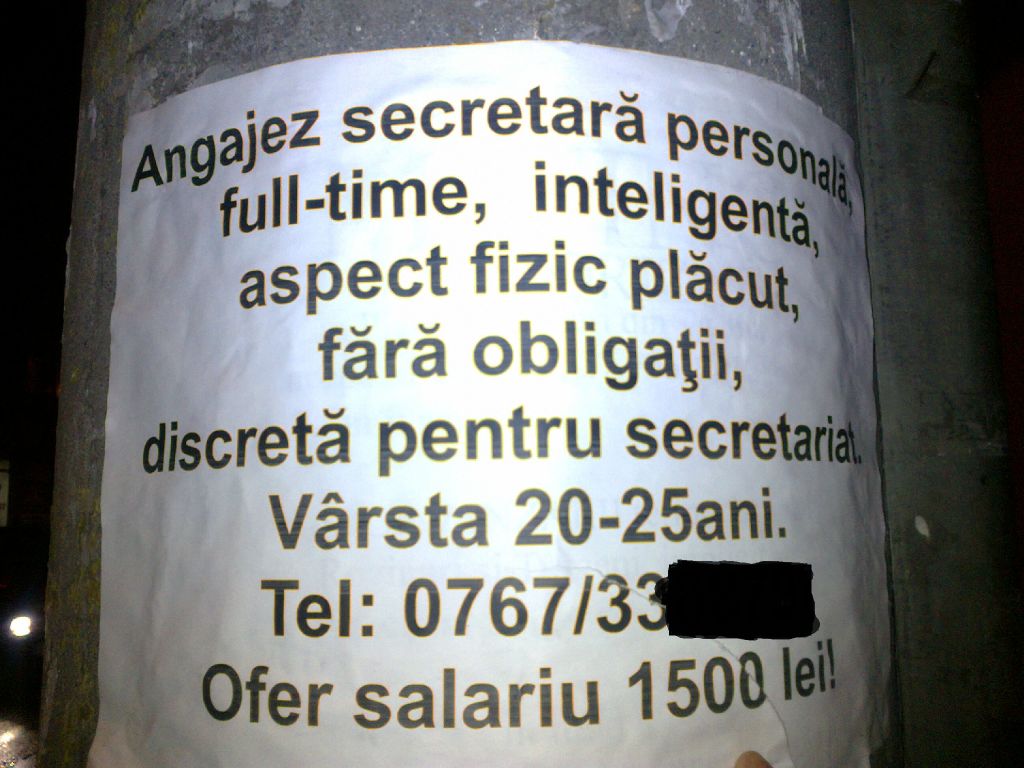 Angajez secretară personală,
full-time, inteligentă,
aspect fizic plăcut,
fără obligaţii,
discretă pentru secretariat.
Vârsta 20-25ani.
Tel: 0767/33
Ofer salariu 1500 lei!